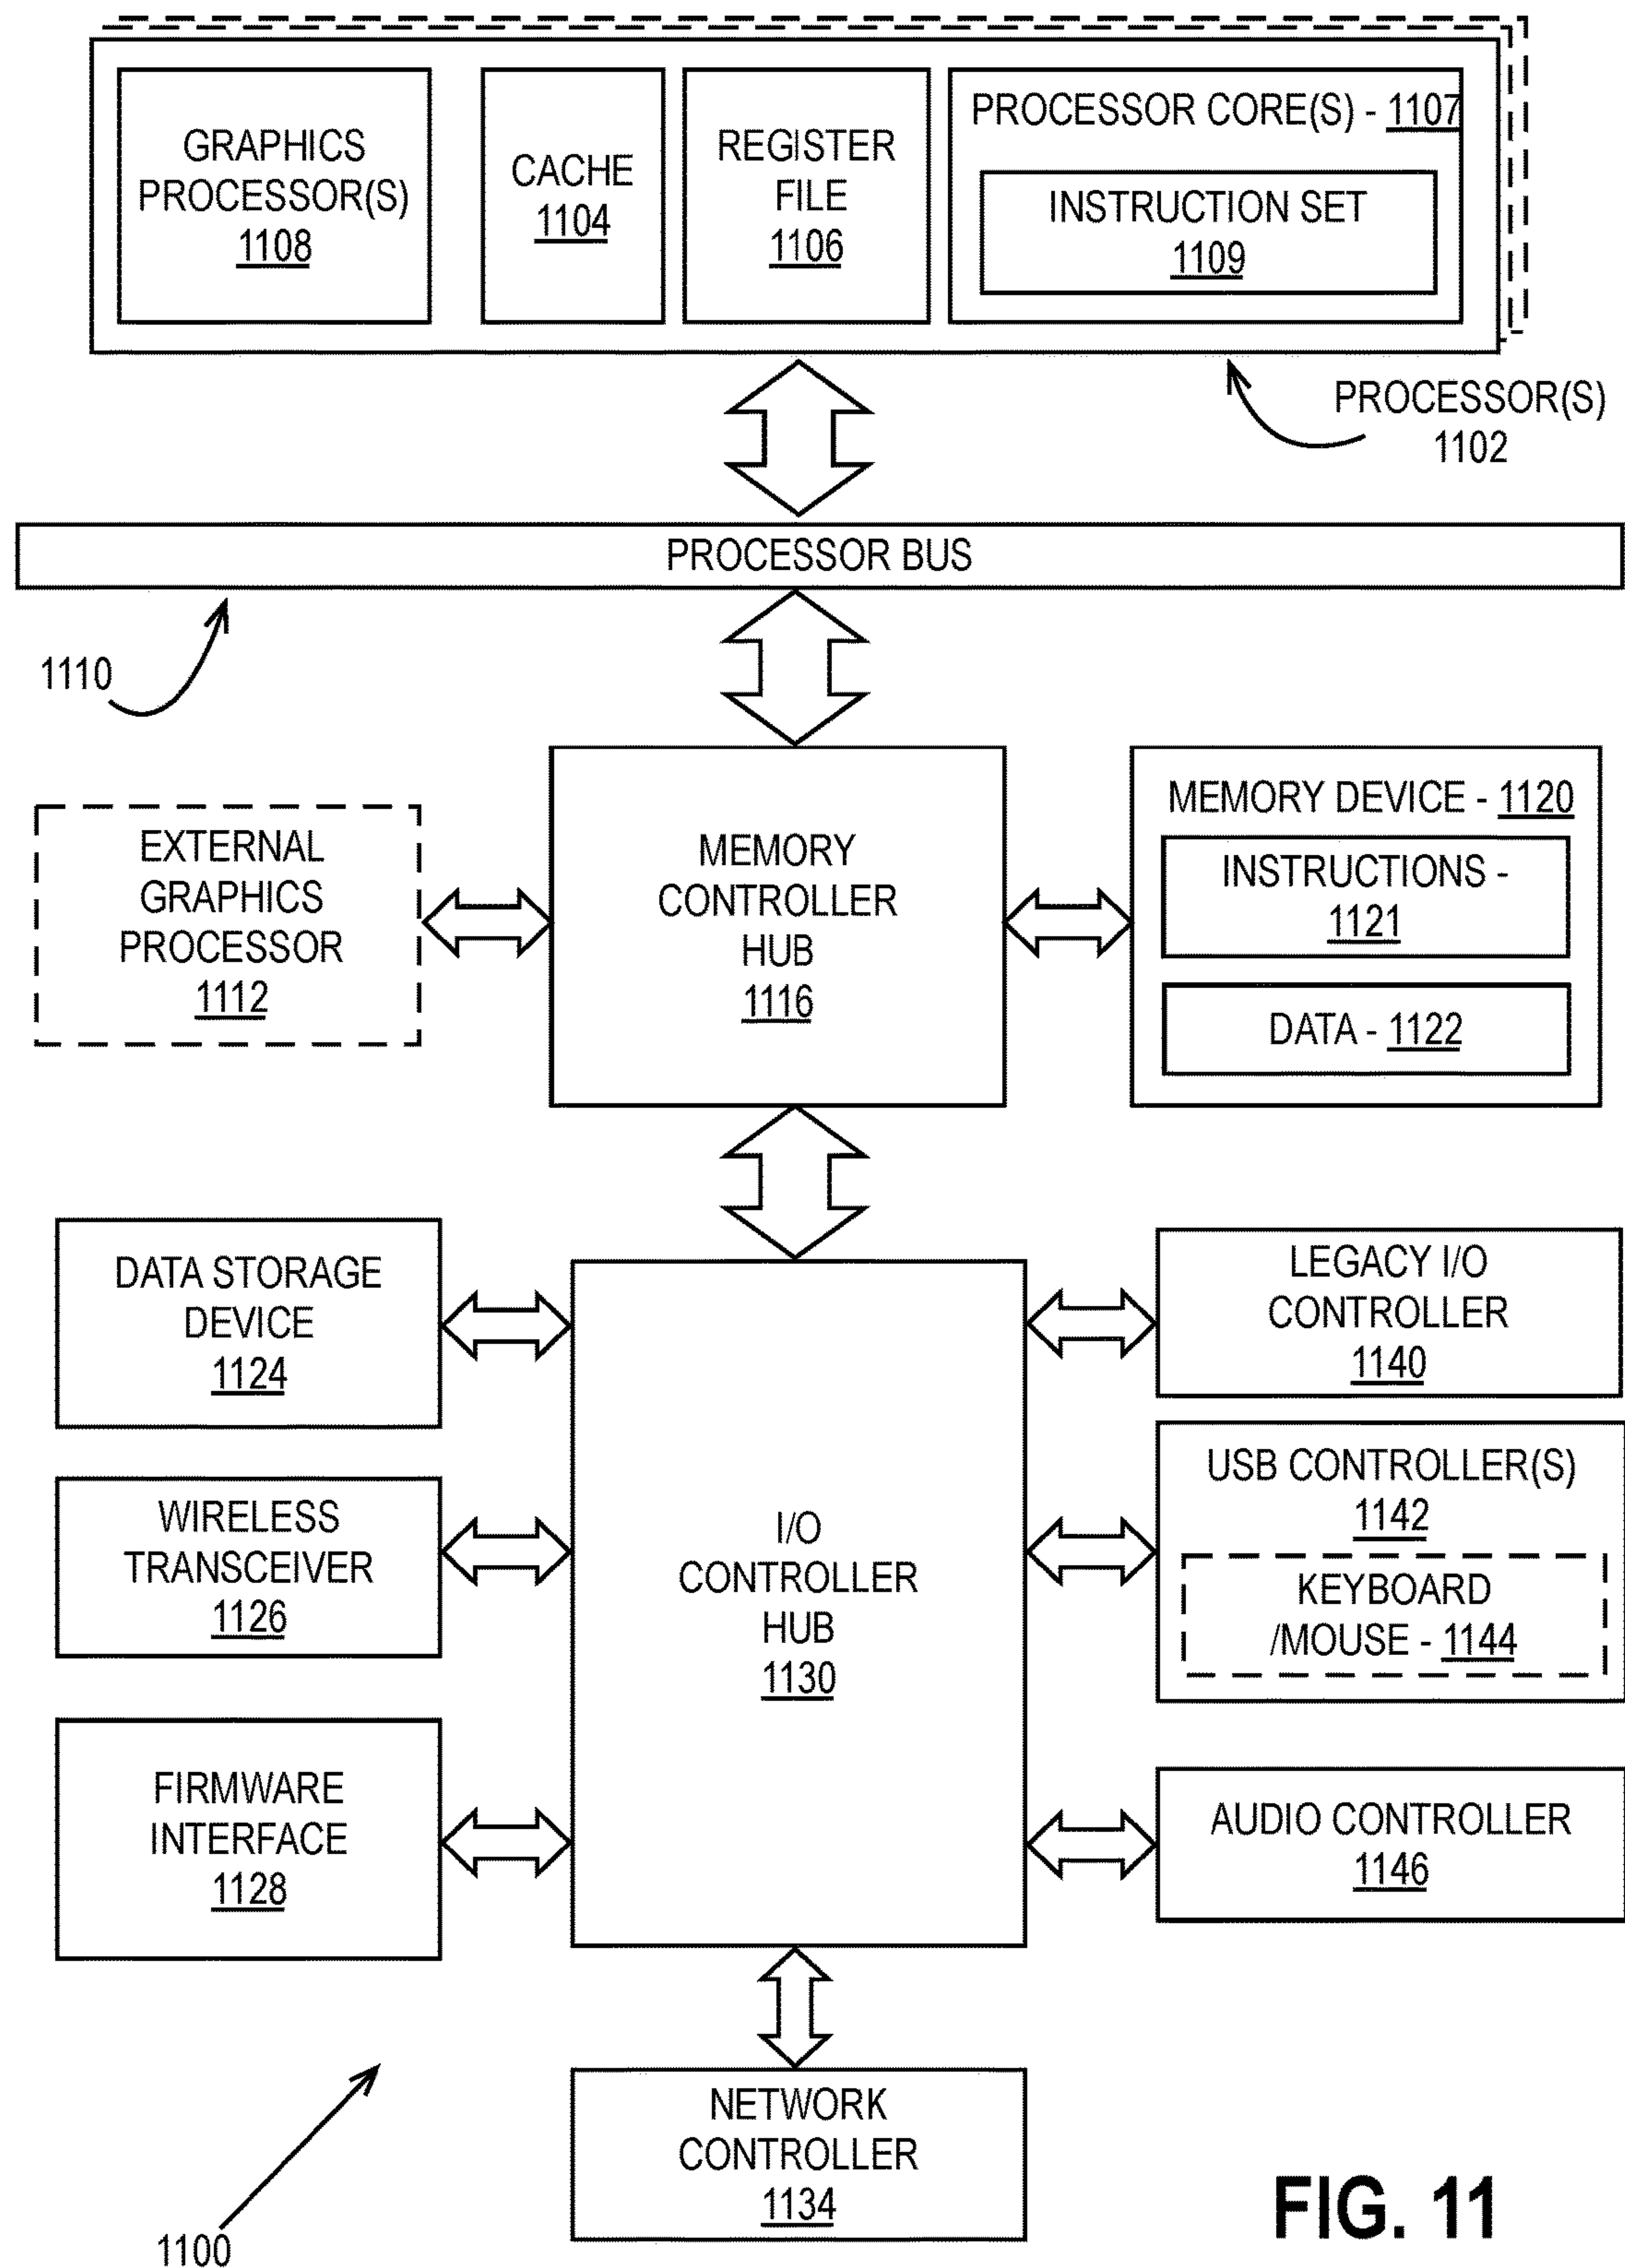 GRAPHICS
PROCESSOR(S)
1108
CACHE
1104
REGISTER
FILE
1106
PROCESSOR CORE(S) - 1107
INSTRUCTION SET
1109
PROCESSOR(S)
1102
PROCESSOR BUS
1110
EXTERNAL
GRAPHICS
PROCESSOR
1112
MEMORY
CONTROLLER
HUB
1116
MEMORY DEVICE - 1120
INSTRUCTIONS -
1121
DATA - 1122
DATA STORAGE
DEVICE
1124
WIRELESS
TRANSCEIVER
1126
FIRMWARE
INTERFACE
1128
I/O
CONTROLLER
HUB
1130
LEGACY I/O
CONTROLLER
1140
USB CONTROLLER(S)
1142
KEYBOARD
/MOUSE - 1144
AUDIO CONTROLLER
1146
NETWORK
CONTROLLER
1134
1100
FIG. 11